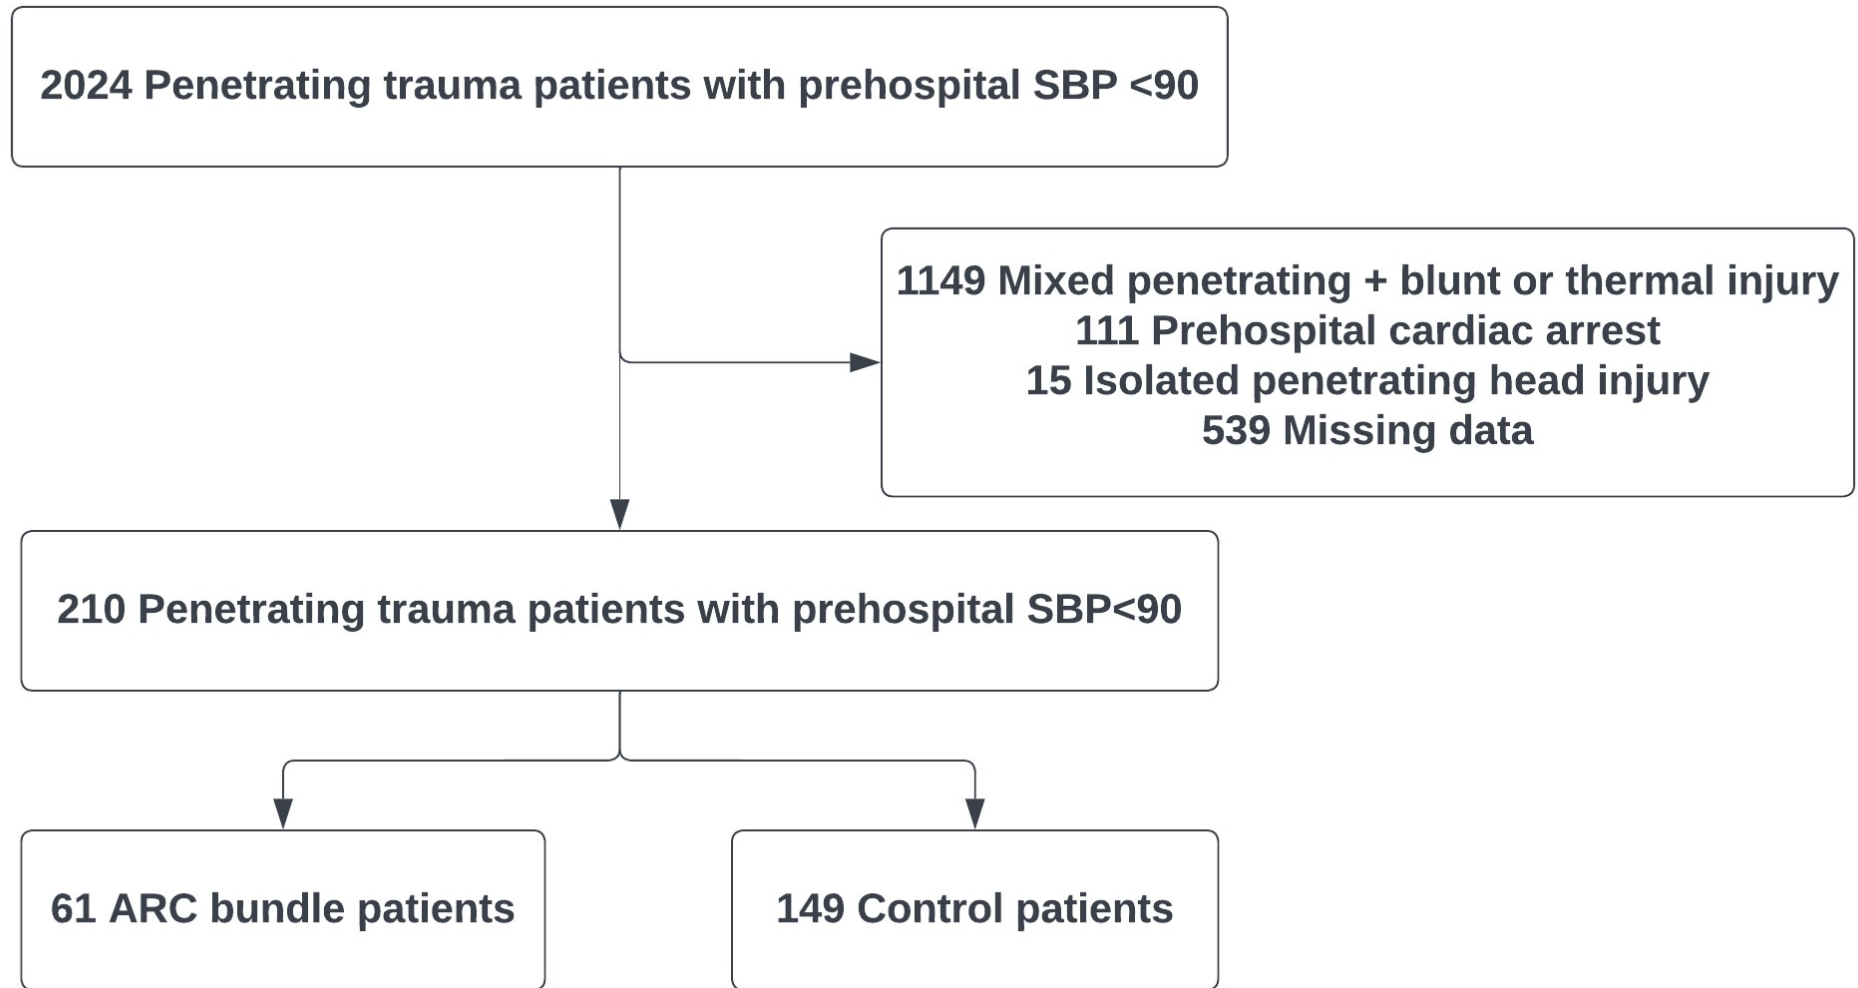 2024 Penetrating trauma patients with prehospital SBP <90
1149 Mixed penetrating + blunt or thermal injury
111 Prehospital cardiac arrest
15 Isolated penetrating head injury
539 Missing data
210 Penetrating trauma patients with prehospital SBP<90
61 ARC bundle patients
149 Control patients